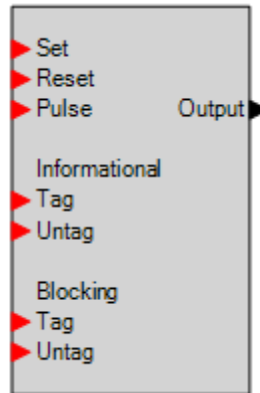 Set
Reset
Pulse Output
Informational
Tag
Untag
Blocking
Tag
Untag